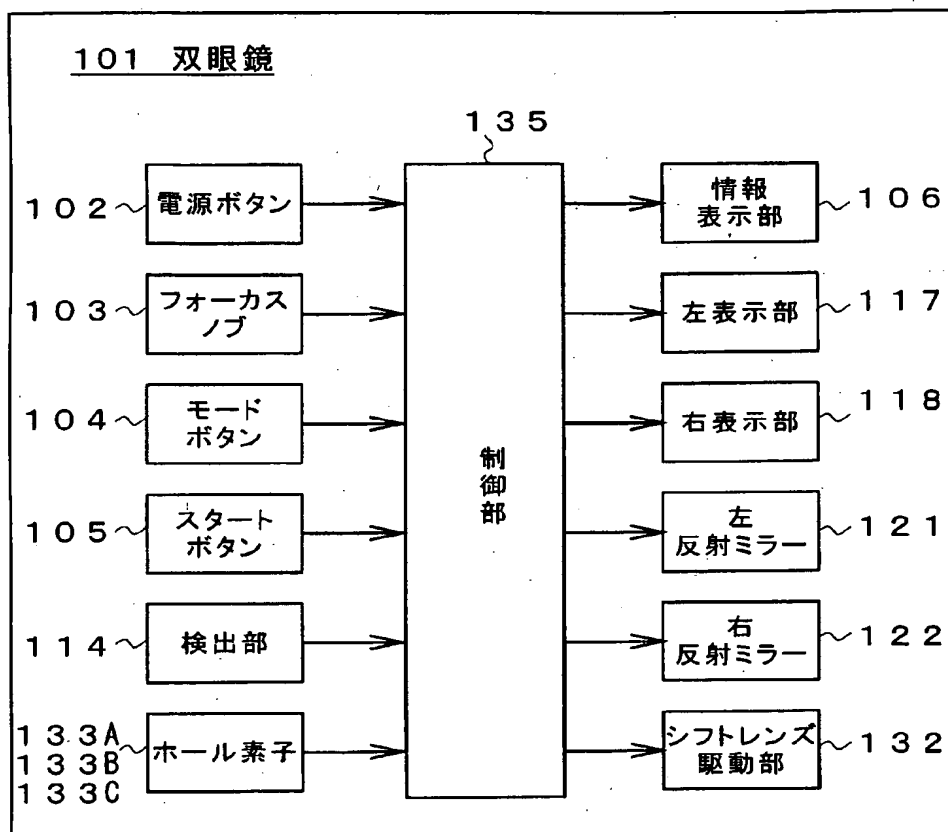 101 双眼鏡
135
102
電源ボタン
情報
表示部
106
103
フォーカス
ノブ
左表示部
117
104
モード
ボタン
右表示部
118
制御部
105
スタート
ボタン
左
反射ミラー
121
114
検出部
右
反射ミラー
122
133A
133B
133C
ホール素子
シフトレンズ
駆動部
132